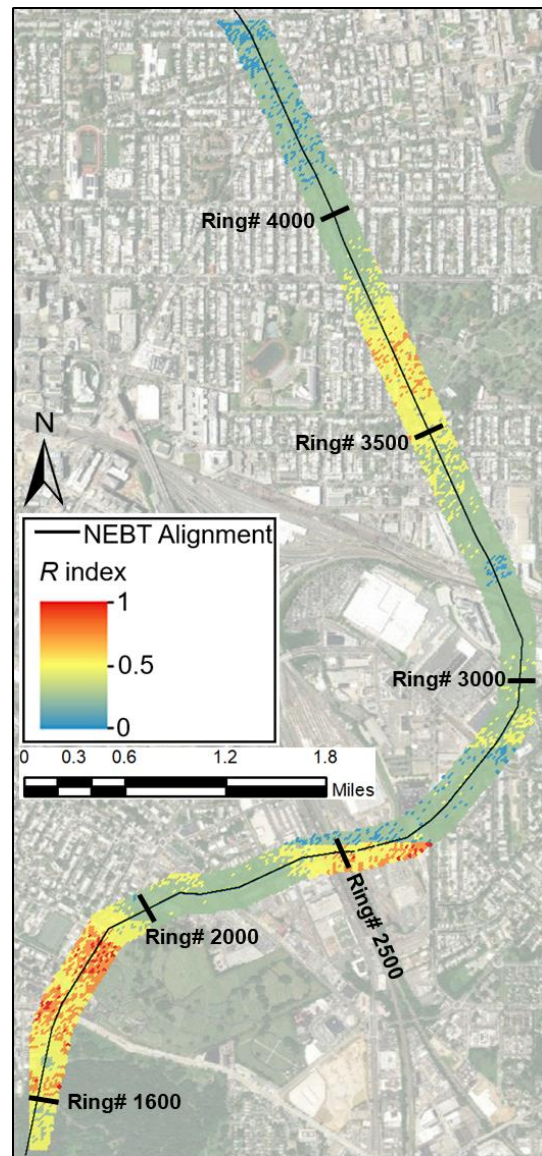 Ring# 4000
N
Ring# 3500
NEBT Alignment
R index
1
0.5
0
Ring# 3000
0 0.3 0.6 1.2 1.8
Miles
Ring# 2500
Ring# 2000
Ring# 1600